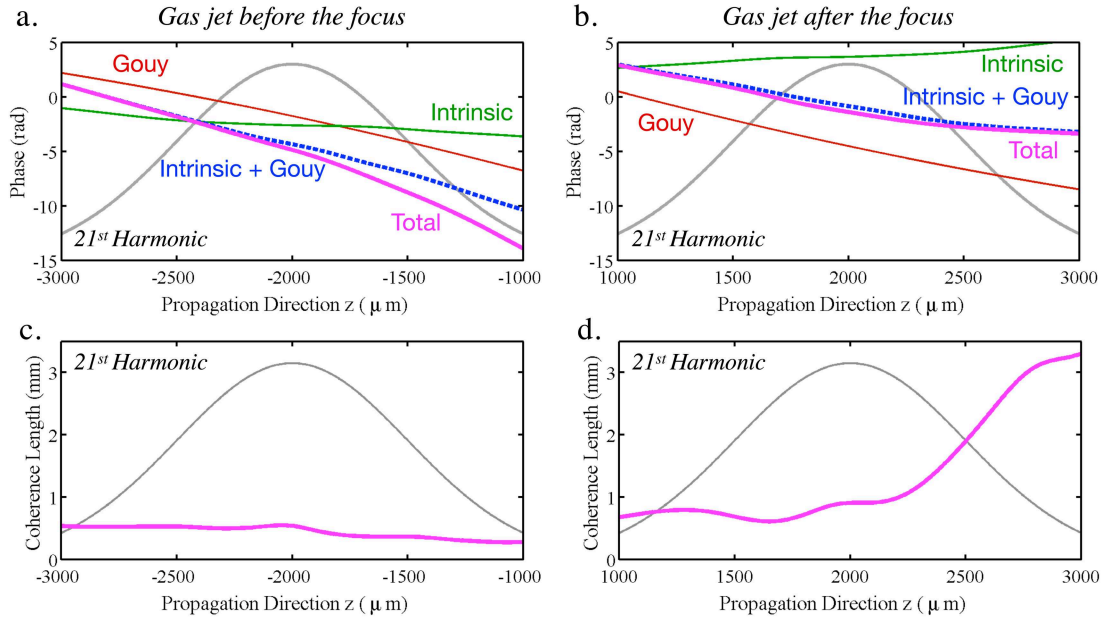 a.
Gas jet before the focus
5
0
-5
-10
-15
Phase (rad)
Gouy
Intrinsic
Intrinsic + Gouy
Total
21st Harmonic
-3000 -2500 -2000 -1500 -1000
Propagation Direction z ( μ m)
b.
Gas jet after the focus
5
0
-5
-10
-15
Phase (rad)
Intrinsic
Intrinsic + Gouy
Gouy
Total
21st Harmonic
1000 1500 2000 2500 3000
Propagation Direction z ( μ m)
c.
21st Harmonic
3
2
1
0
Coherence Length (mm)
-3000 -2500 -2000 -1500 -1000
Propagation Direction z ( μ m)
d.
21st Harmonic
3
2
1
0
Coherence Length (mm)
1000 1500 2000 2500 3000
Propagation Direction z ( μ m)